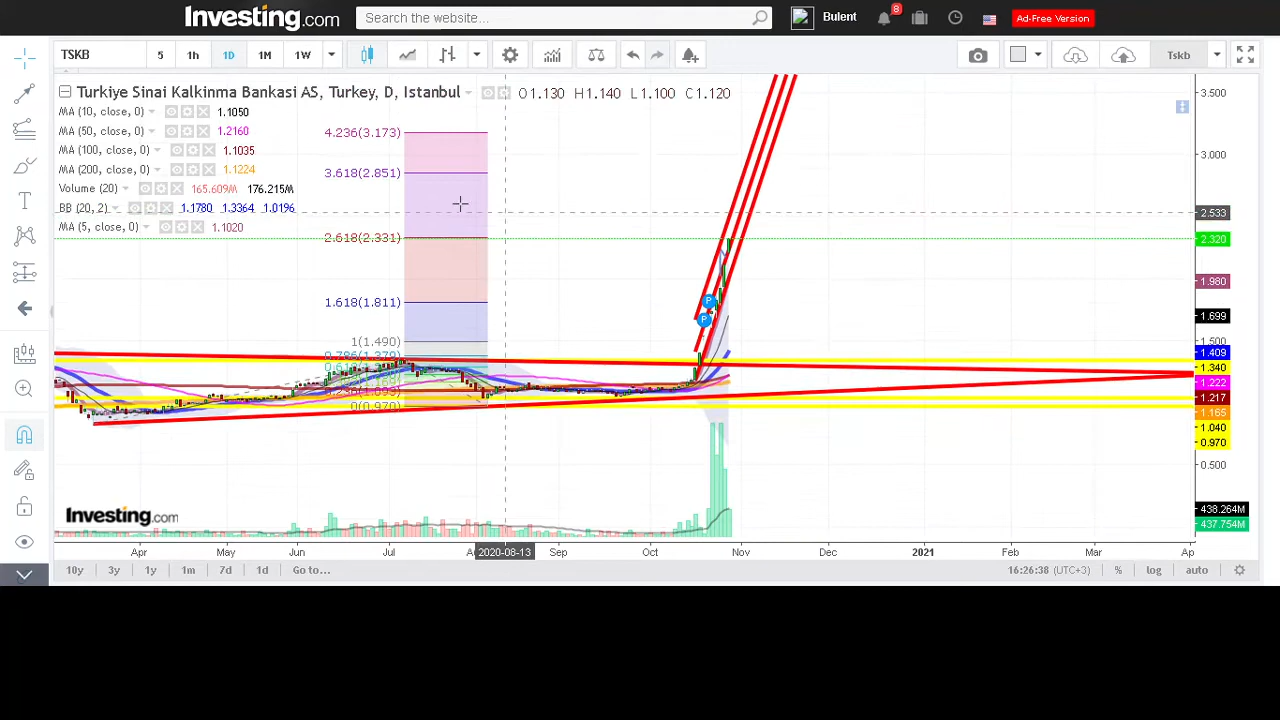 Investing.com
Search the website...
Bulent
8
Ad-Free Version
TSKB
5
1h
1D
1M
1W
Tskb
Turkiye Sinai Kalkinma Bankasi AS, Turkey, D, Istanbul
O1.130 H1.140 L1.100 C1.120
MA (10, close, 0) 1.1050
MA (50, close, 0) 1.2160
MA (100, close, 0) 1.1035
MA (200, close, 0) 1.1224
Volume (20) 165.609M 176.215M
BB (20, 2) 1.1780 1.3364 1.0196
MA (5, close, 0) 1.1020
4.236(3.173)
3.618(2.851)
2.618(2.331)
1.618(1.811)
1(1.490)
0(0.970)
P
P
3.500
3.000
2.533
2.320
1.980
1.699
1.500
1.409
1.340
1.222
1.217
1.165
1.040
0.970
0.500
438.264M
437.754M
Investing.com
Apr
May
Jun
Jul
2020-08-13
Sep
Oct
Nov
Dec
2021
Feb
Mar
Ap
10y
3y
1y
1m
7d
1d
Go to...
16:26:38 (UTC+3)
%
log
auto